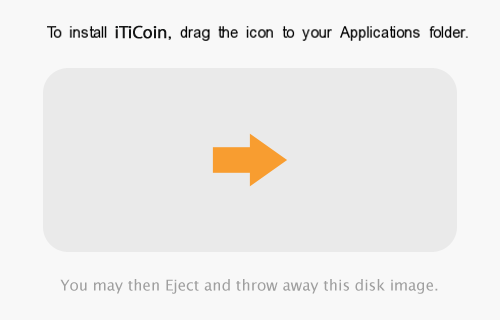 To install iTiCoin, drag the icon to your Applications folder.
You may then Eject and throw away this disk image.